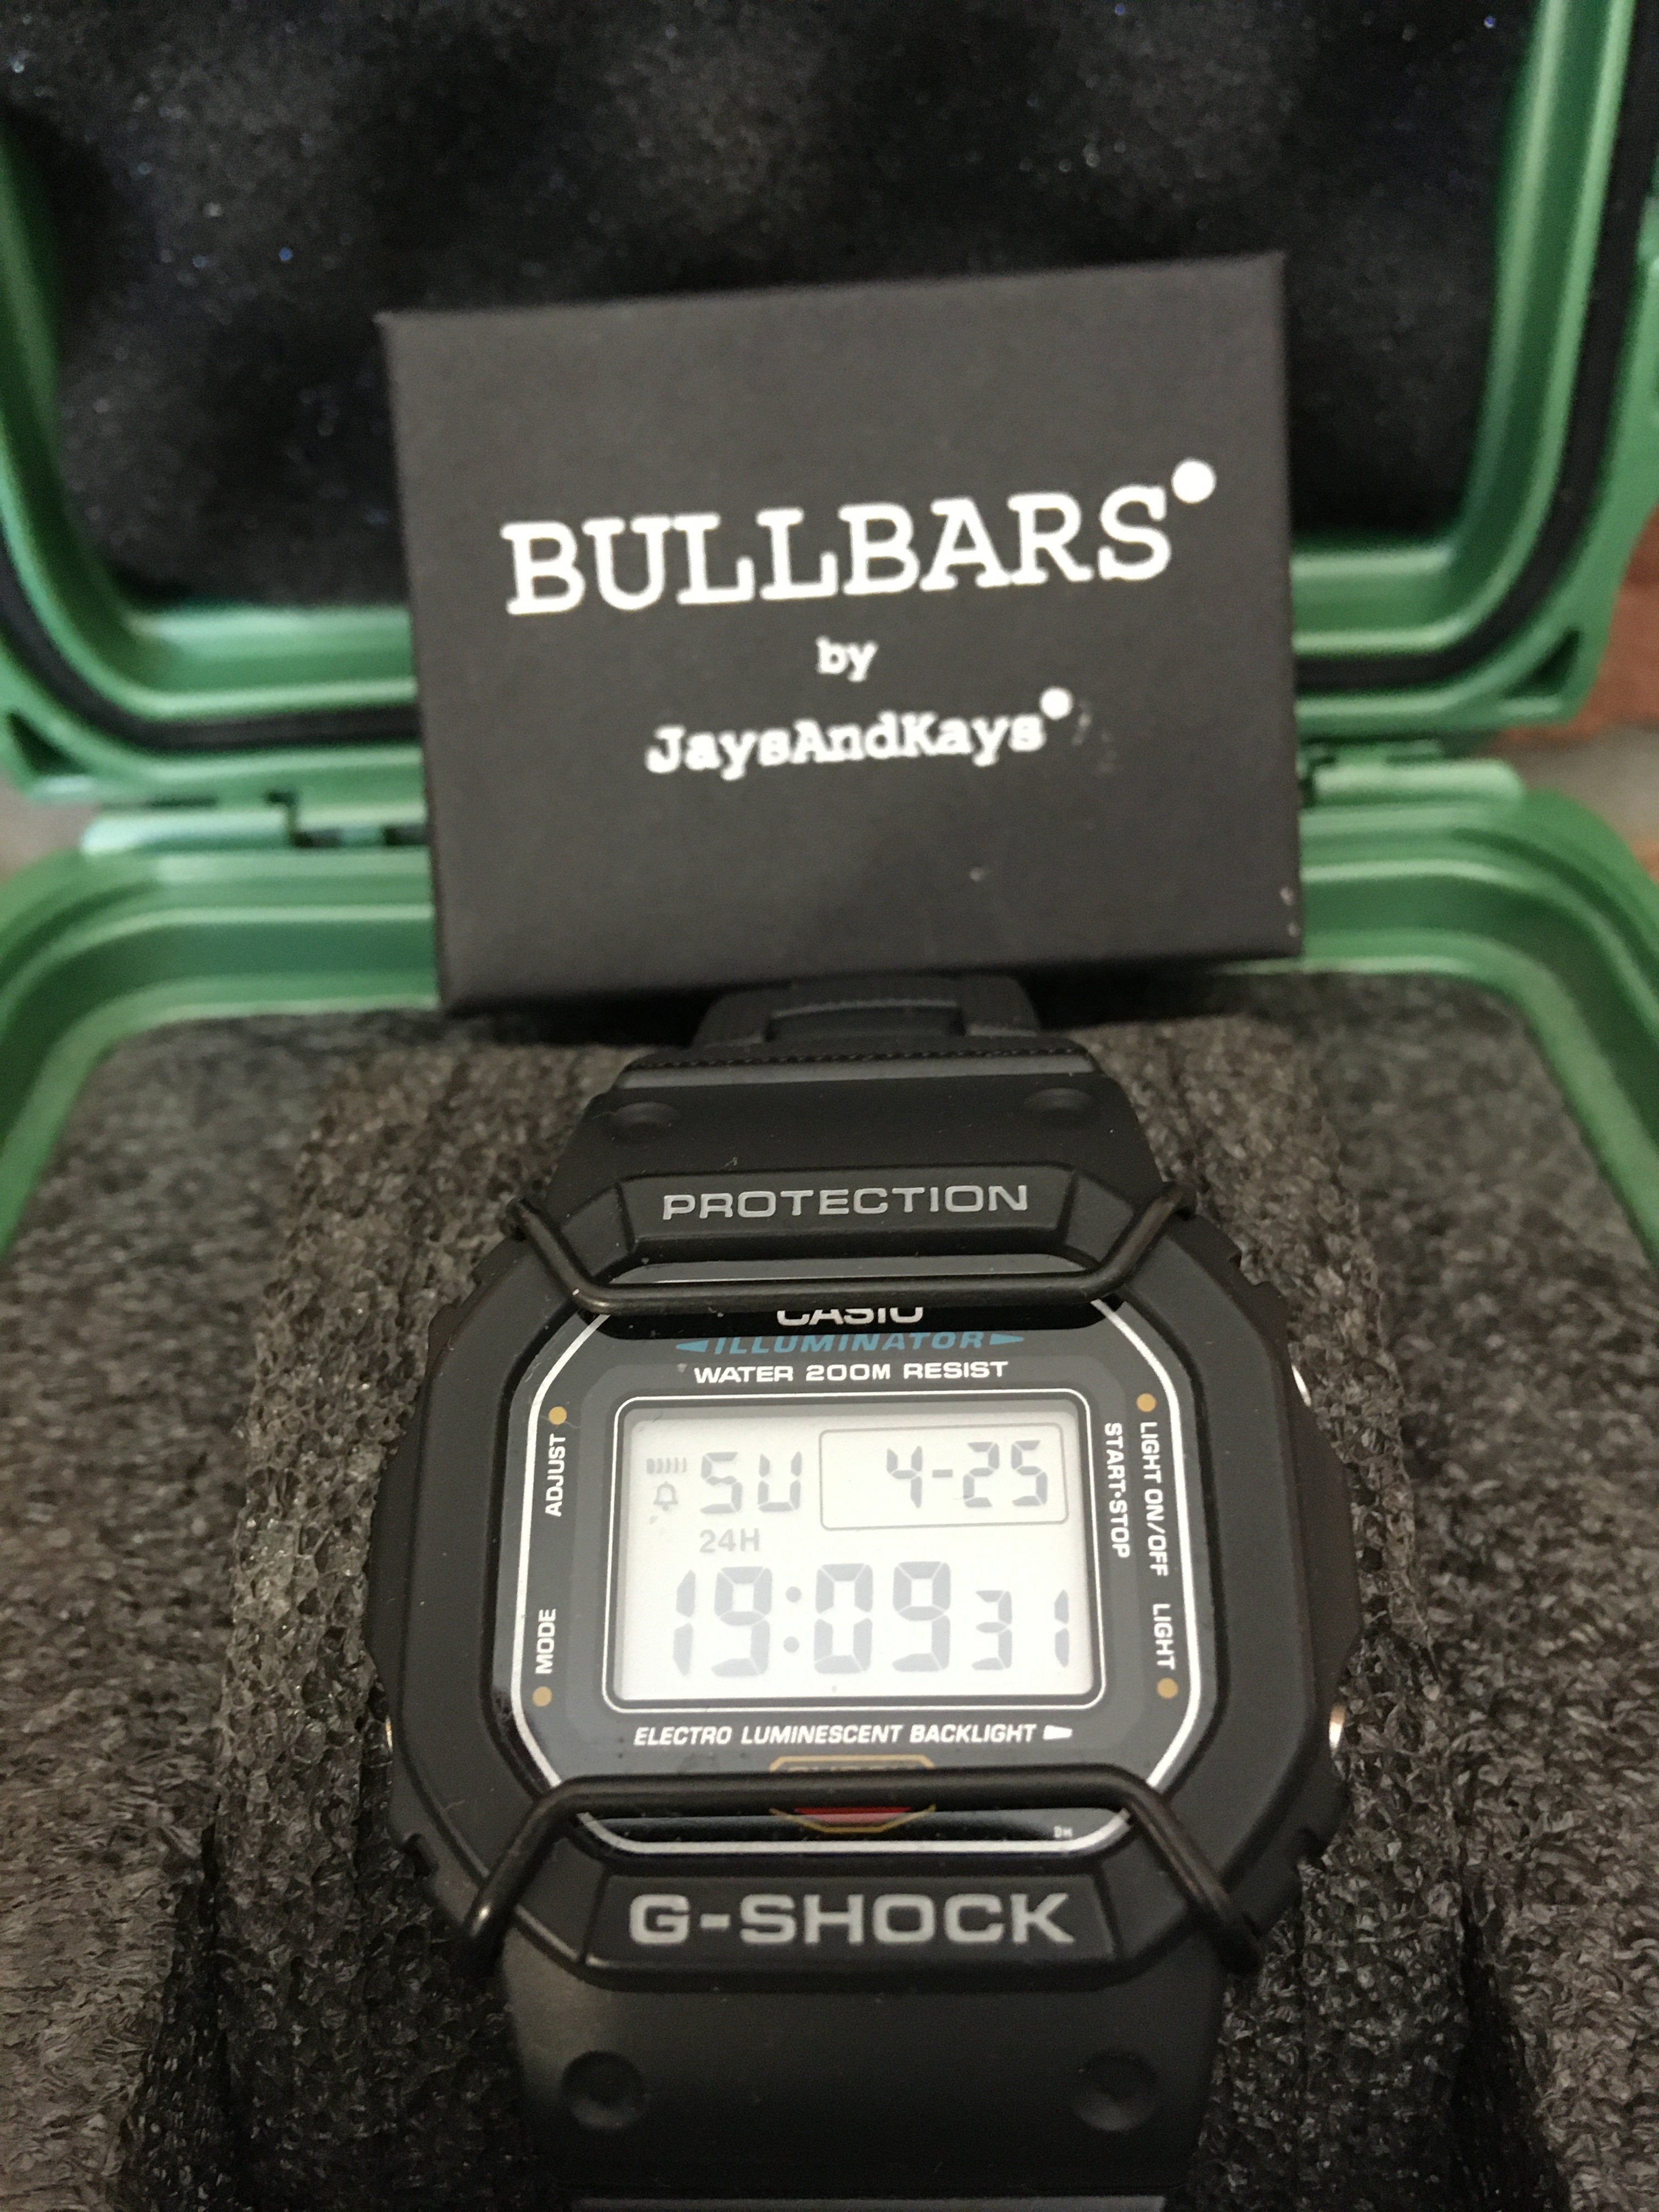 BULLBARS
by
JaysAndKays
PROTECTION
CASIO
ILLUMINATOR
WATER 200M RESIST
ADJUST
MODE
SU 4-25
24H
19:09 31
LIGHT ON/OFF LIGHT
START·STOP
ELECTRO LUMINESCENT BACKLIGHT
G-SHOCK